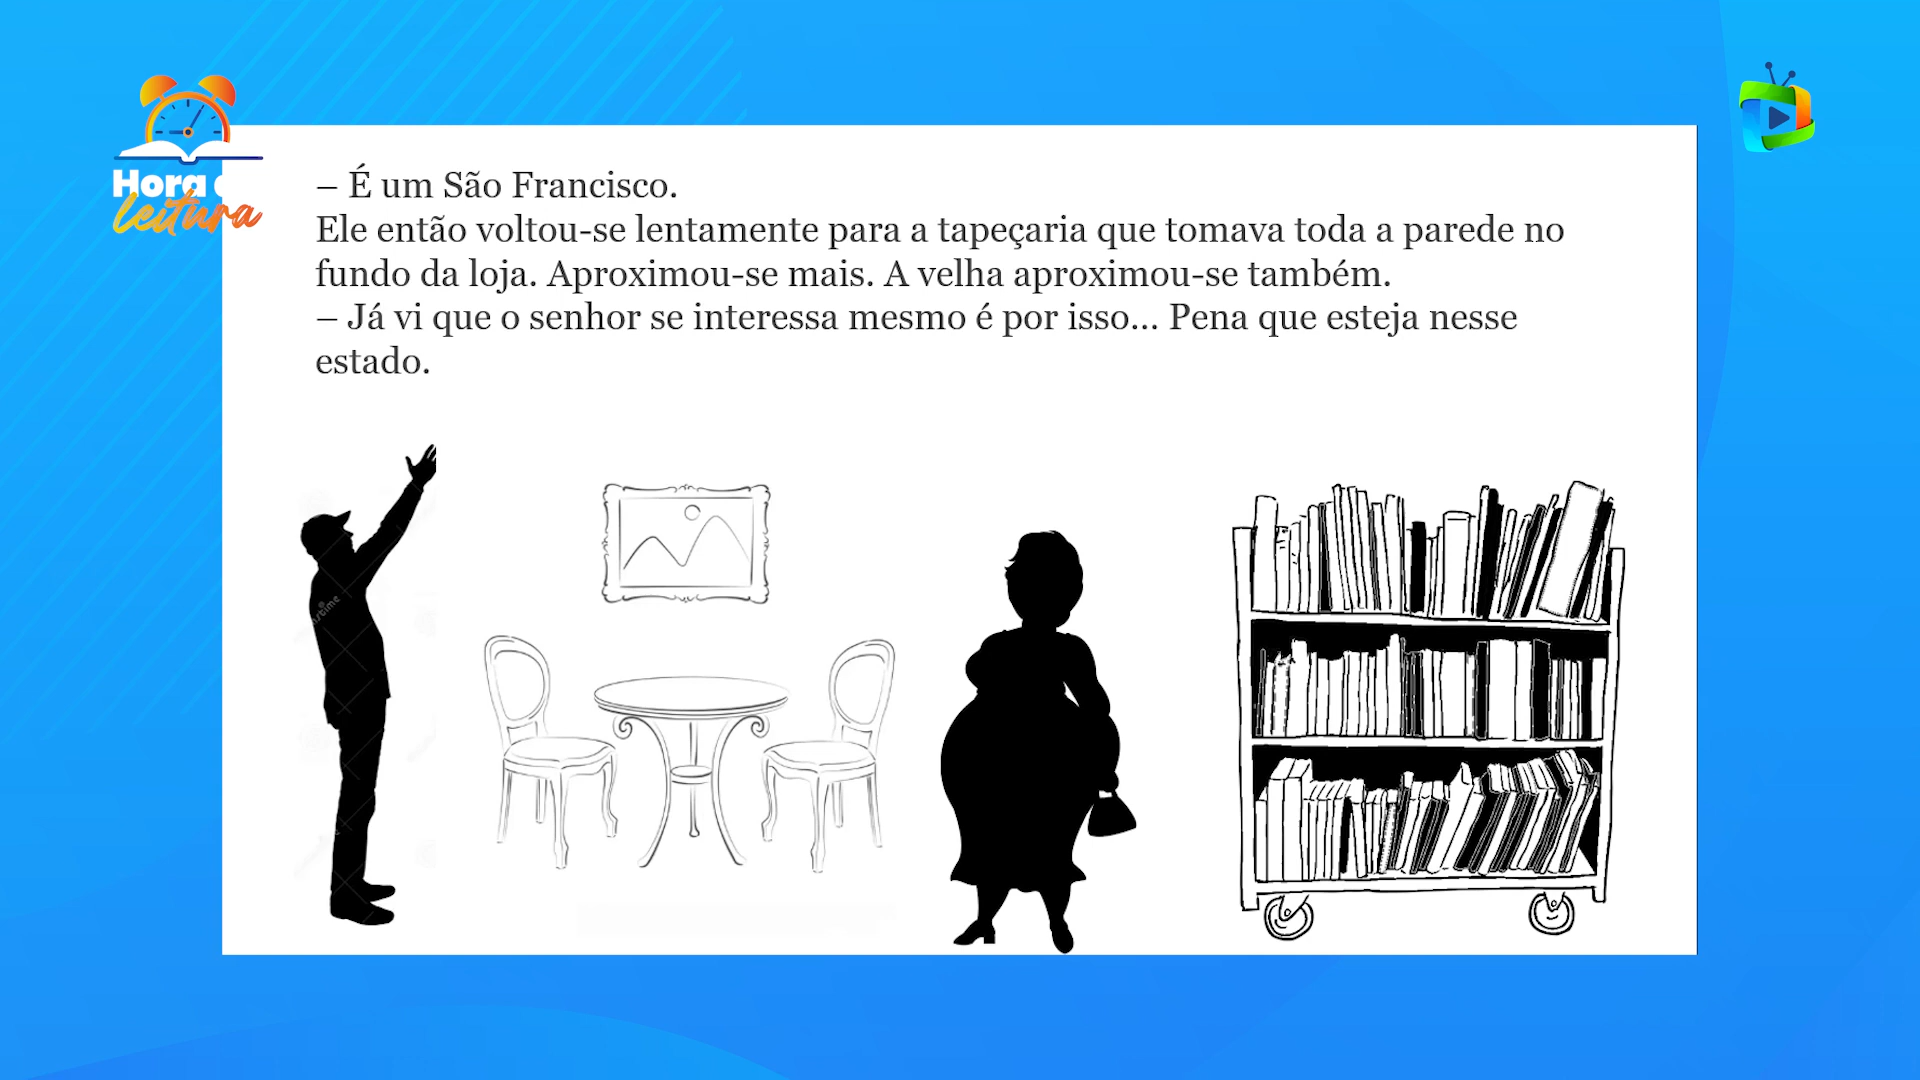 Hora
leitura
– É um São Francisco.
Ele então voltou-se lentamente para a tapeçaria que tomava toda a parede no
fundo da loja. Aproximou-se mais. A velha aproximou-se também.
– Já vi que o senhor se interessa mesmo é por isso... Pena que esteja nesse
estado.